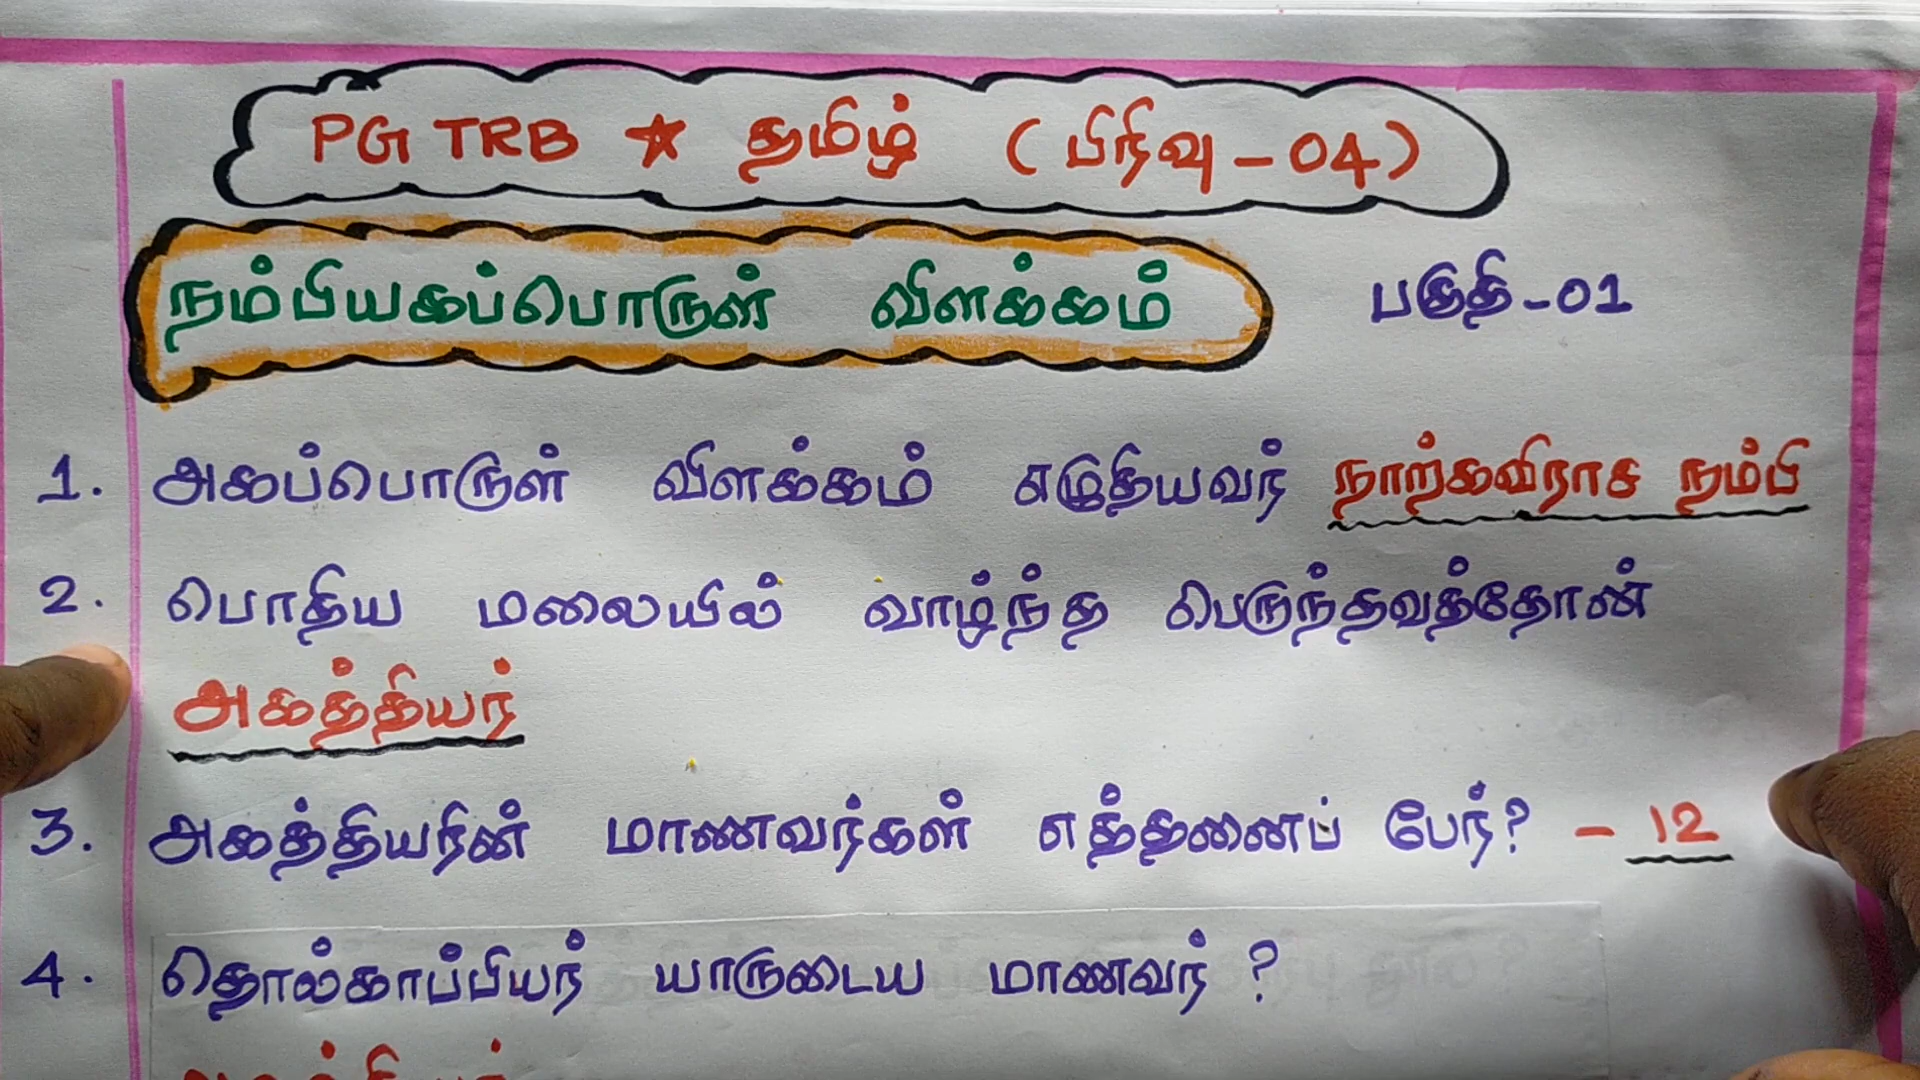 PG TRB ★ தமிழ் (பிரிவு - 04)
நம்பியகப்பொருள் விளக்கம் பகுதி - 01
1. அகப்பொருள் விளக்கம் எழுதியவர் நாற்கவிராச நம்பி
2. பொதிய மலையில் வாழ்ந்த பெருந்தவத்தோன்
அகத்தியர்
3. அகத்தியரின் மாணவர்கள் எத்தனைப் பேர்? - 12
4. தொல்காப்பியர் யாருடைய மாணவர் ?